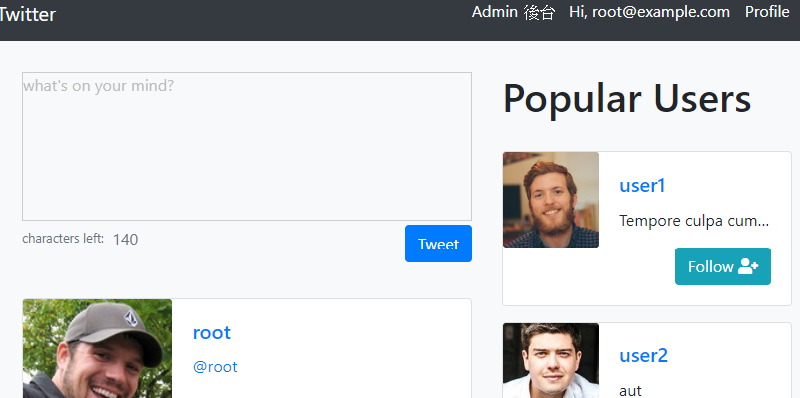 Twitter
Admin 後台 Hi, root@example.com Profile
what's on your mind?
characters left: 140
Tweet
root
@root
Popular Users
user1
Tempore culpa cum...
Follow
user2
aut